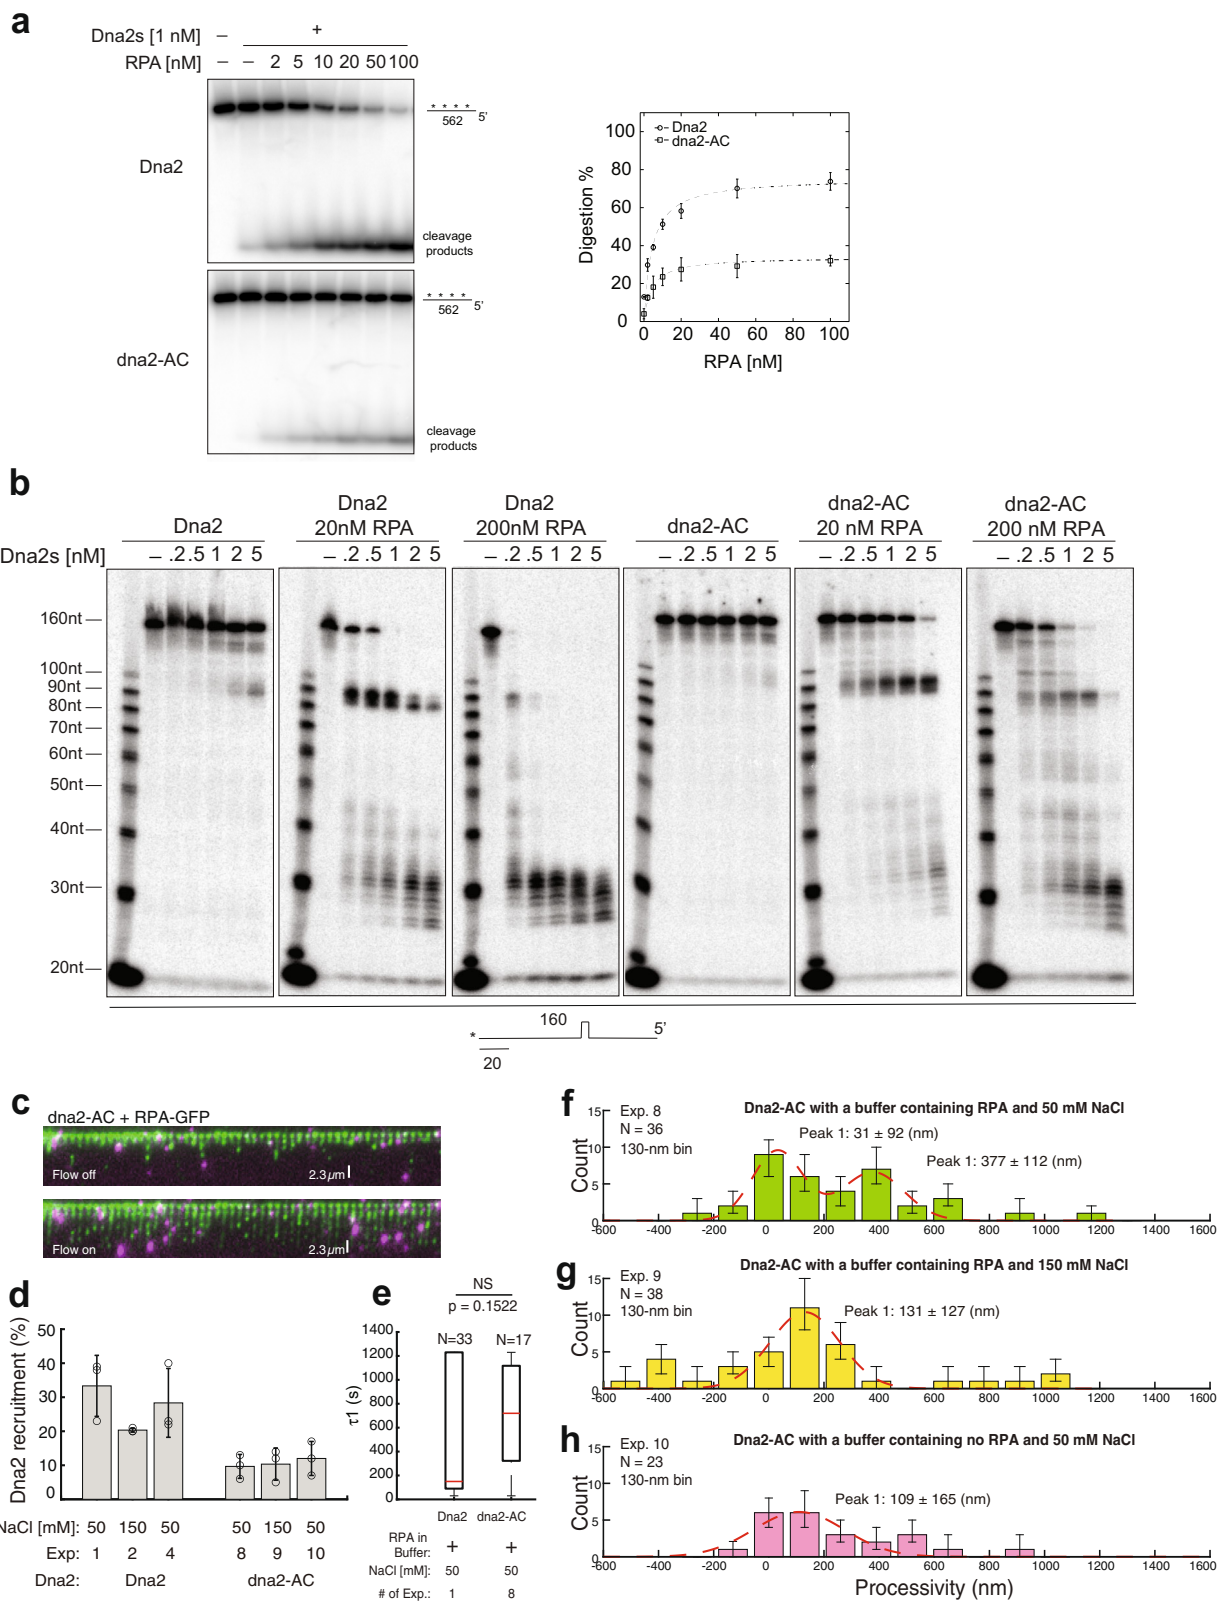 a
Dna2s [1 nM] – +
RPA [nM] – – 2 5 10 20 50 100
* * * *
562 5'
Dna2
cleavage
products
* * * *
562 5'
dna2-AC
cleavage
products
Dna2
dna2-AC
Digestion %
100
80
60
40
20
0
0 20 40 60 80 100
RPA [nM]
b
Dna2
Dna2
20nM RPA
Dna2
200nM RPA
dna2-AC
dna2-AC
20 nM RPA
dna2-AC
200 nM RPA
Dna2s [nM] – .2 .5 1 2 5 – .2 .5 1 2 5 – .2 .5 1 2 5 – .2 .5 1 2 5 – .2 .5 1 2 5 – .2 .5 1 2 5
160nt
100nt
90nt
80nt
70nt
60nt
50nt
40nt
30nt
20nt
160
* 5'
20
c
dna2-AC + RPA-GFP
Flow off 2.3 µm
Flow on 2.3 µm
d
Dna2 recruitment (%)
50
40
30
20
10
0
NaCl [mM]: 50 150 50 50 150 50
Exp: 1 2 4 8 9 10
Dna2: Dna2 dna2-AC
e
NS
p = 0.1522
N=33 N=17
τ1 (s)
1400
1200
1000
800
600
400
200
0
Dna2 dna2-AC
RPA in
Buffer: + +
NaCl [mM]: 50 50
# of Exp.: 1 8
f
Dna2-AC with a buffer containing RPA and 50 mM NaCl
Exp. 8
N = 36
130-nm bin
Peak 1: 31 ± 92 (nm)
Peak 1: 377 ± 112 (nm)
Count
15
10
5
0
-600 -400 -200 0 200 400 600 800 1000 1200 1400 1600
g
Dna2-AC with a buffer containing RPA and 150 mM NaCl
Exp. 9
N = 38
130-nm bin
Peak 1: 131 ± 127 (nm)
Count
15
10
5
0
-600 -400 -200 0 200 400 600 800 1000 1200 1400 1600
h
Dna2-AC with a buffer containing no RPA and 50 mM NaCl
Exp. 10
N = 23
130-nm bin
Peak 1: 109 ± 165 (nm)
Count
15
10
5
0
-600 -400 -200 0 200 400 600 800 1000 1200 1400 1600
Processivity (nm)